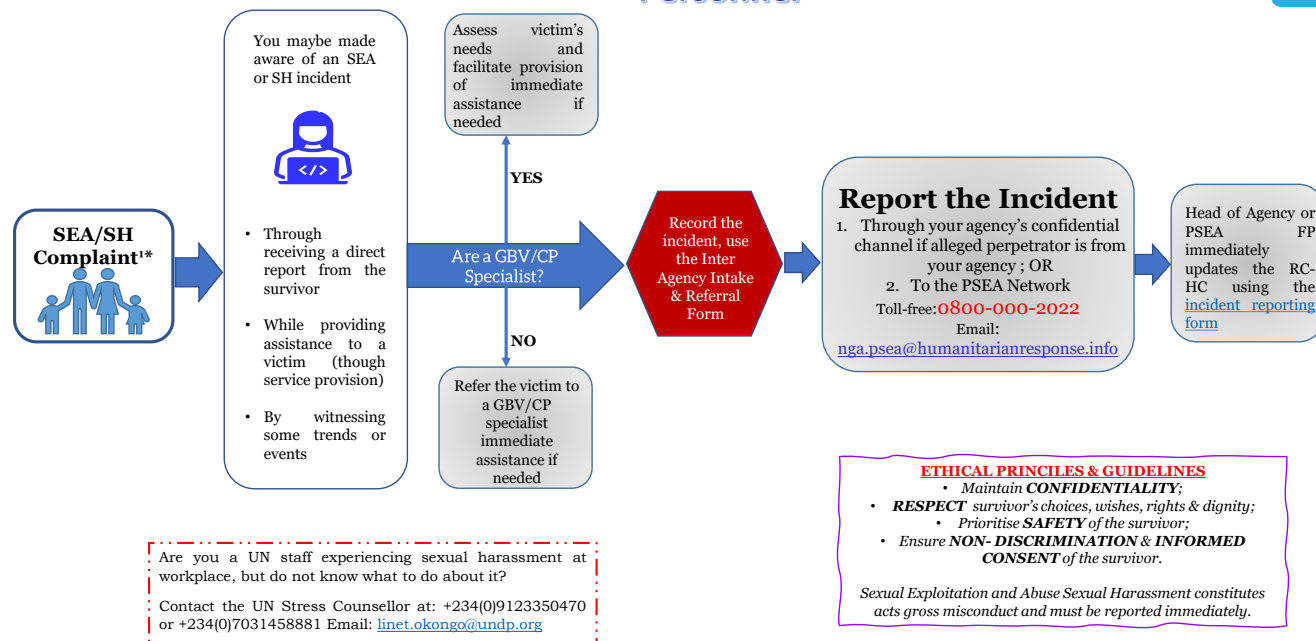 Personnel
You maybe made
aware of an SEA
or SH incident
</>
• Through
receiving a direct
report from the
survivor
• While providing
assistance to a
victim (though
service provision)
• By witnessing
some trends or
events
SEA/SH
Complaint¹*
Assess victim's
needs and
facilitate provision
of immediate
assistance if
needed
YES
Are a GBV/CP
Specialist?
NO
Refer the victim to
a GBV/CP
specialist
immediate
assistance if
needed
Record the
incident, use
the Inter
Agency Intake
& Referral
Form
Report the Incident
1. Through your agency's confidential
channel if alleged perpetrator is from
your agency ; OR
2. To the PSEA Network
Toll-free:0800-000-2022
Email:
nga.psea@humanitarianresponse.info
Head of Agency or
PSEA FP
immediately
updates the RC-
HC using the
incident reporting
form
ETHICAL PRINCILES & GUIDELINES
• Maintain CONFIDENTIALITY;
• RESPECT survivor's choices, wishes, rights & dignity;
• Prioritise SAFETY of the survivor;
• Ensure NON- DISCRIMINATION & INFORMED
CONSENT of the survivor.
Sexual Exploitation and Abuse Sexual Harassment constitutes
acts gross misconduct and must be reported immediately.
Are you a UN staff experiencing sexual harassment at
workplace, but do not know what to do about it?
Contact the UN Stress Counsellor at: +234(0)9123350470
or +234(0)7031458881 Email: linet.okongo@undp.org